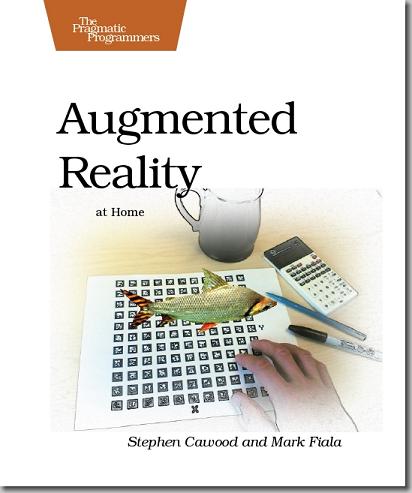 The
Pragmatic
Programmers
Augmented
Reality
at Home
Stephen Cawood and Mark Fiala